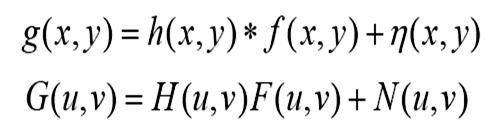 g(x,y) = h(x,y) * f(x,y) + η(x,y)
G(u,v) = H(u,v)F(u,v) + N(u,v)